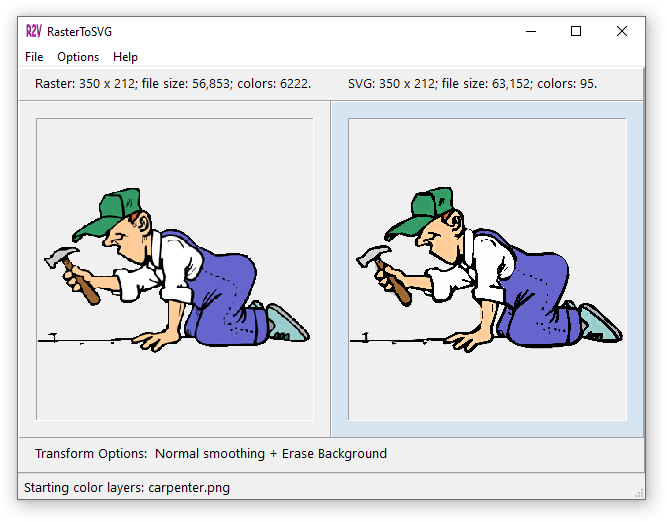 R2V RasterToSVG
File Options Help
Raster: 350 x 212; file size: 56,853; colors: 6222. SVG: 350 x 212; file size: 63,152; colors: 95.
Transform Options: Normal smoothing + Erase Background
Starting color layers: carpenter.png